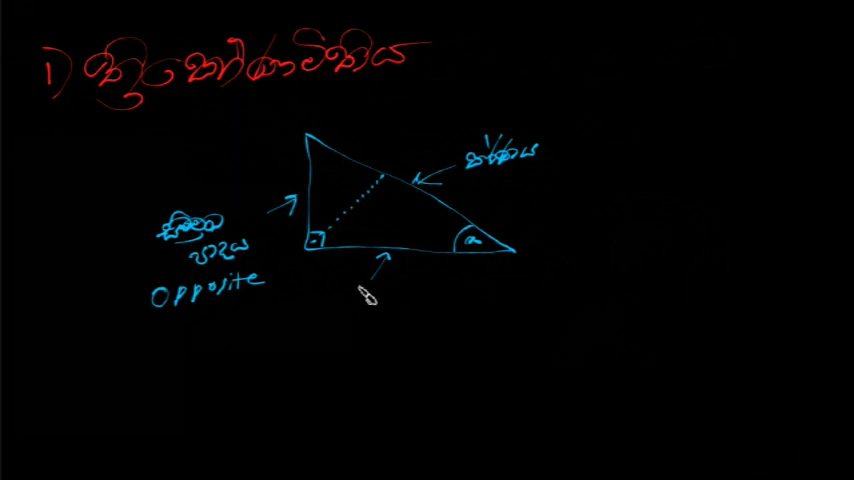 1) ත්‍රිකෝණමිතිය
කර්ණය
සම්මුඛ
පාදය
opposite
α